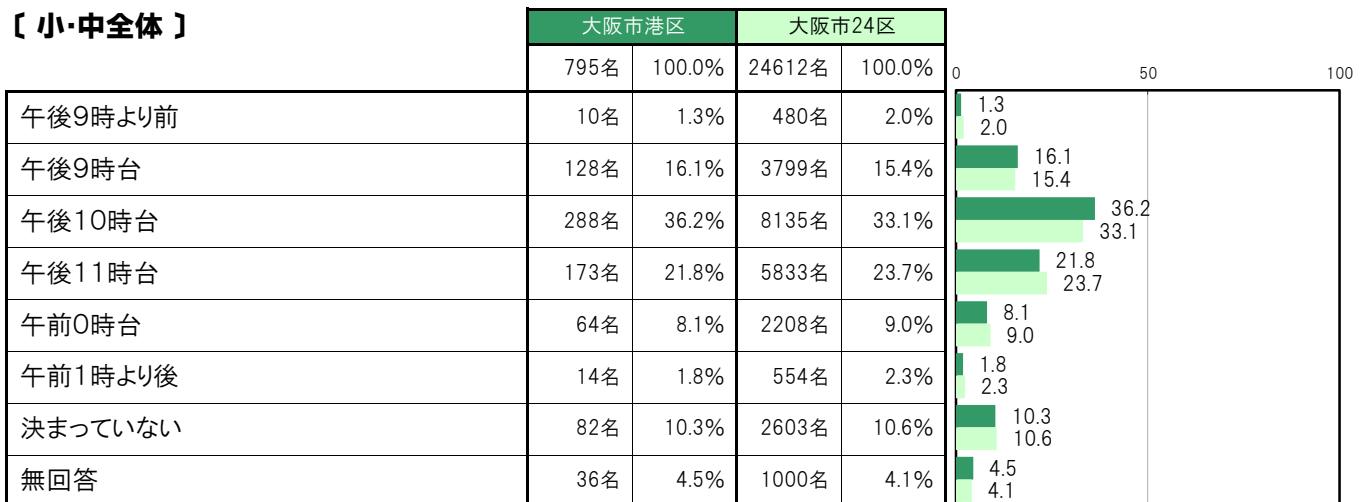 〔 小・中全体 〕
大阪市港区 大阪市24区
795名 100.0% 24612名 100.0% 0 50 100
午後9時より前 10名 1.3% 480名 2.0% 1.3
2.0
午後9時台 128名 16.1% 3799名 15.4% 16.1
15.4
午後10時台 288名 36.2% 8135名 33.1% 36.2
33.1
午後11時台 173名 21.8% 5833名 23.7% 21.8
23.7
午前0時台 64名 8.1% 2208名 9.0% 8.1
9.0
午前1時より後 14名 1.8% 554名 2.3% 1.8
2.3
決まっていない 82名 10.3% 2603名 10.6% 10.3
10.6
無回答 36名 4.5% 1000名 4.1% 4.5
4.1